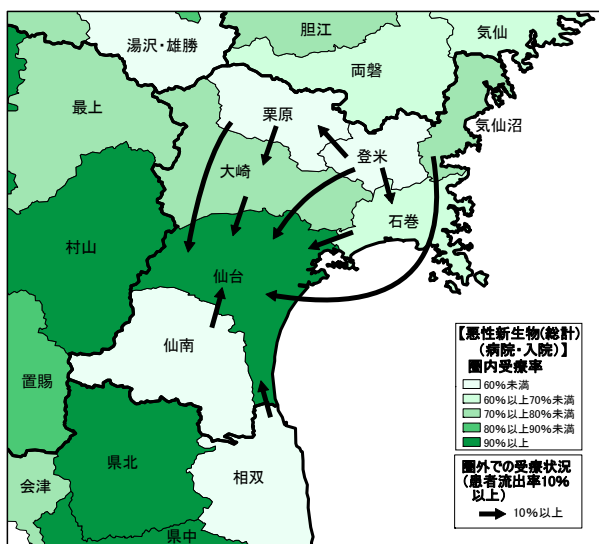 湯沢・雄勝
胆江
気仙
両磐
最上
栗原
気仙沼
登米
大崎
石巻
村山
仙台
仙南
置賜
県北
会津
相双
県中
【悪性新生物(総計)
(病院・入院)】
圏内受療率
60%未満
60%以上70%未満
70%以上80%未満
80%以上90%未満
90%以上
圏外での受療状況
(患者流出率10%
以上)
10%以上